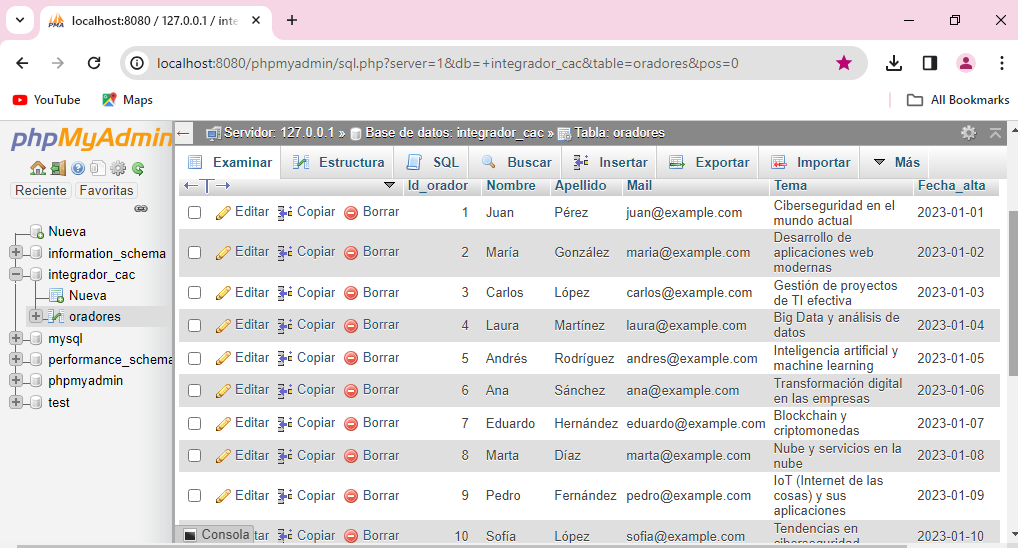 localhost:8080 / 127.0.0.1 / inte
localhost:8080/phpmyadmin/sql.php?server=1&db=+integrador_cac&table=oradores&pos=0
YouTube Maps All Bookmarks
phpMyAdmin
Reciente Favoritas
Nueva
information_schema
integrador_cac
Nueva
oradores
mysql
performance_schema
phpmyadmin
test
Servidor: 127.0.0.1 » Base de datos: integrador_cac » Tabla: oradores
Examinar Estructura SQL Buscar Insertar Exportar Importar Más
Id_orador Nombre Apellido Mail Tema Fecha_alta
Editar Copiar Borrar 1 Juan Pérez juan@example.com Ciberseguridad en el 2023-01-01
mundo actual
Editar Copiar Borrar 2 María González maria@example.com Desarrollo de 2023-01-02
aplicaciones web
modernas
Editar Copiar Borrar 3 Carlos López carlos@example.com Gestión de proyectos 2023-01-03
de TI efectiva
Editar Copiar Borrar 4 Laura Martínez laura@example.com Big Data y análisis de 2023-01-04
datos
Editar Copiar Borrar 5 Andrés Rodríguez andres@example.com Inteligencia artificial y 2023-01-05
machine learning
Editar Copiar Borrar 6 Ana Sánchez ana@example.com Transformación digital 2023-01-06
en las empresas
Editar Copiar Borrar 7 Eduardo Hernández eduardo@example.com Blockchain y 2023-01-07
criptomonedas
Editar Copiar Borrar 8 Marta Díaz marta@example.com Nube y servicios en la 2023-01-08
nube
Editar Copiar Borrar 9 Pedro Fernández pedro@example.com IoT (Internet de las 2023-01-09
cosas) y sus
aplicaciones
Copiar Borrar 10 Sofía López sofia@example.com Tendencias en 2023-01-10
ciberseguridad
Consola